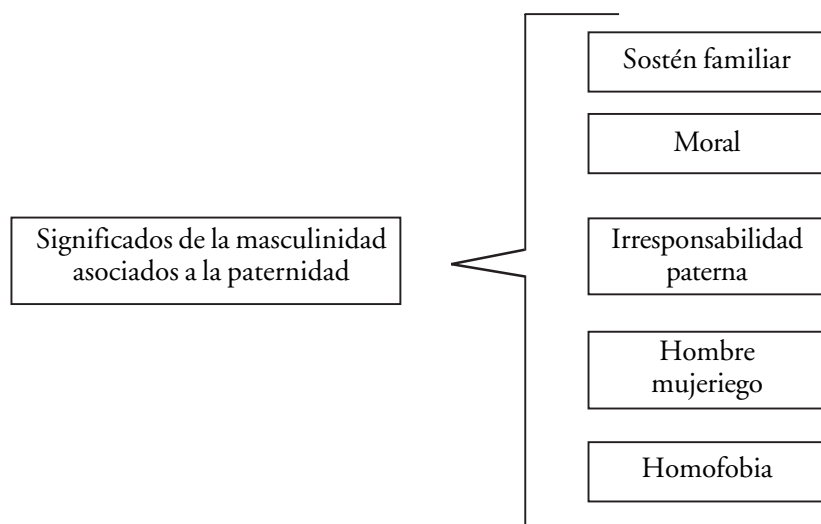 Significados de la masculinidad
asociados a la paternidad
Sostén familiar
Moral
Irresponsabilidad
paterna
Hombre
mujeriego
Homofobia